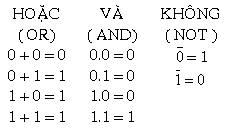 HOẶC VÀ KHÔNG
( OR) ( AND) ( NOT )
0 + 0 = 0 0.0 = 0 0̅ = 1
0 + 1 = 1 0.1 = 0 1̅ = 0
1 + 0 = 1 1.0 = 0
1 + 1 = 1 1.1 = 1